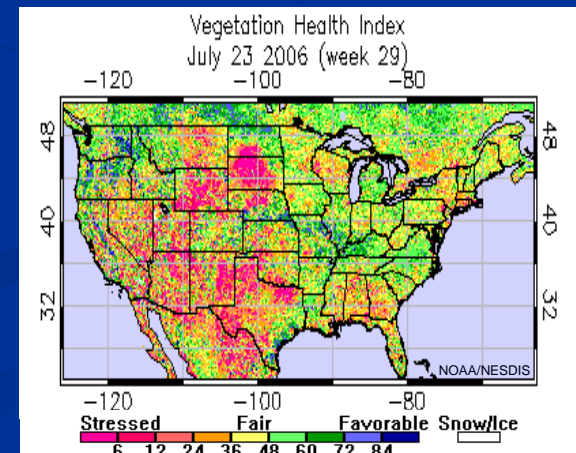 Vegetation Health Index
July 23 2006 (week 29)
-120 -100 -80
48 48
40 40
32 32
NOAA/NESDIS
-120 -100 -80
Stressed Fair Favorable Snow/Ice
6 12 24 36 48 60 72 84